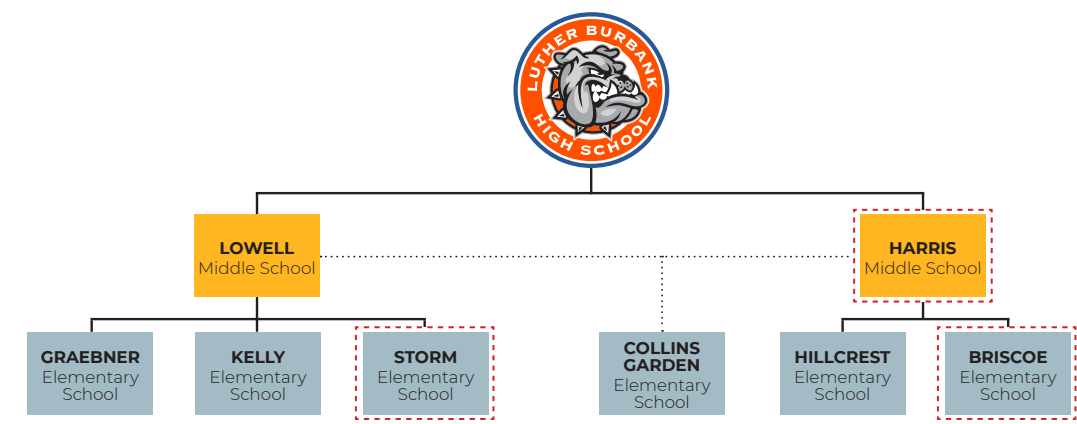 LUTHER BURBANK
HIGH SCHOOL
LOWELL
Middle School
HARRIS
Middle School
GRAEBNER
Elementary
School
KELLY
Elementary
School
STORM
Elementary
School
COLLINS
GARDEN
Elementary
School
HILLCREST
Elementary
School
BRISCOE
Elementary
School